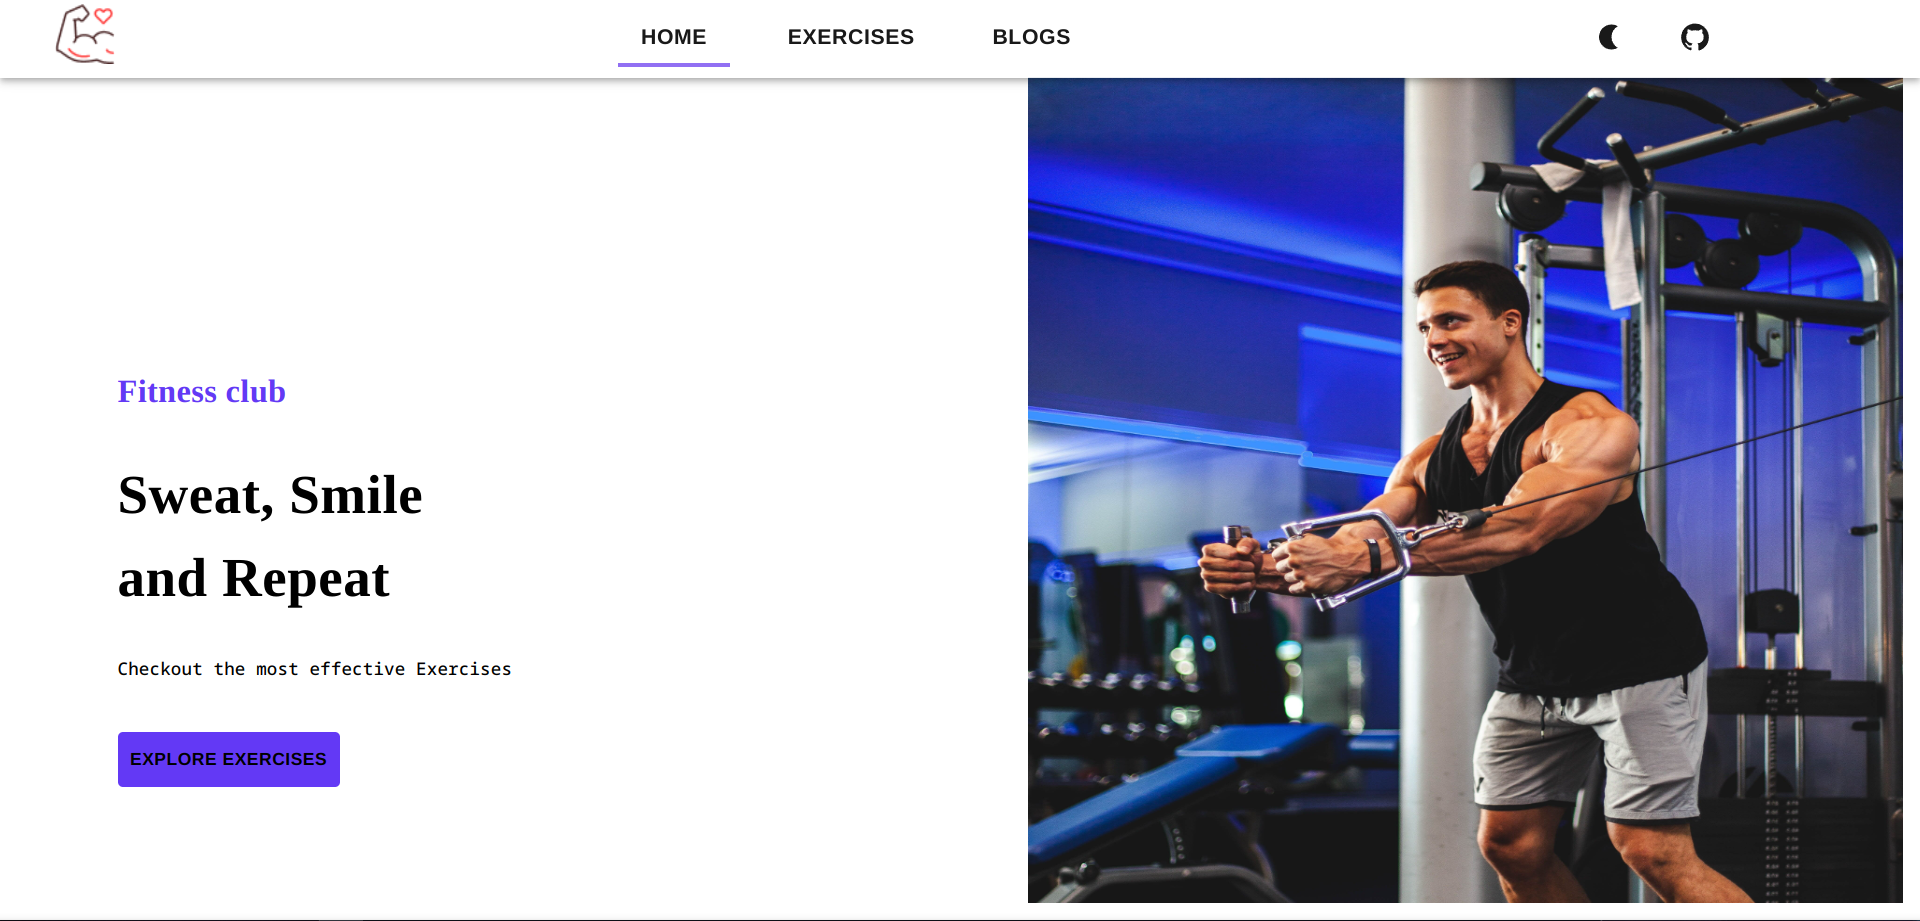 HOME
EXERCISES
BLOGS
Fitness club
Sweat, Smile
and Repeat
Checkout the most effective Exercises
EXPLORE EXERCISES